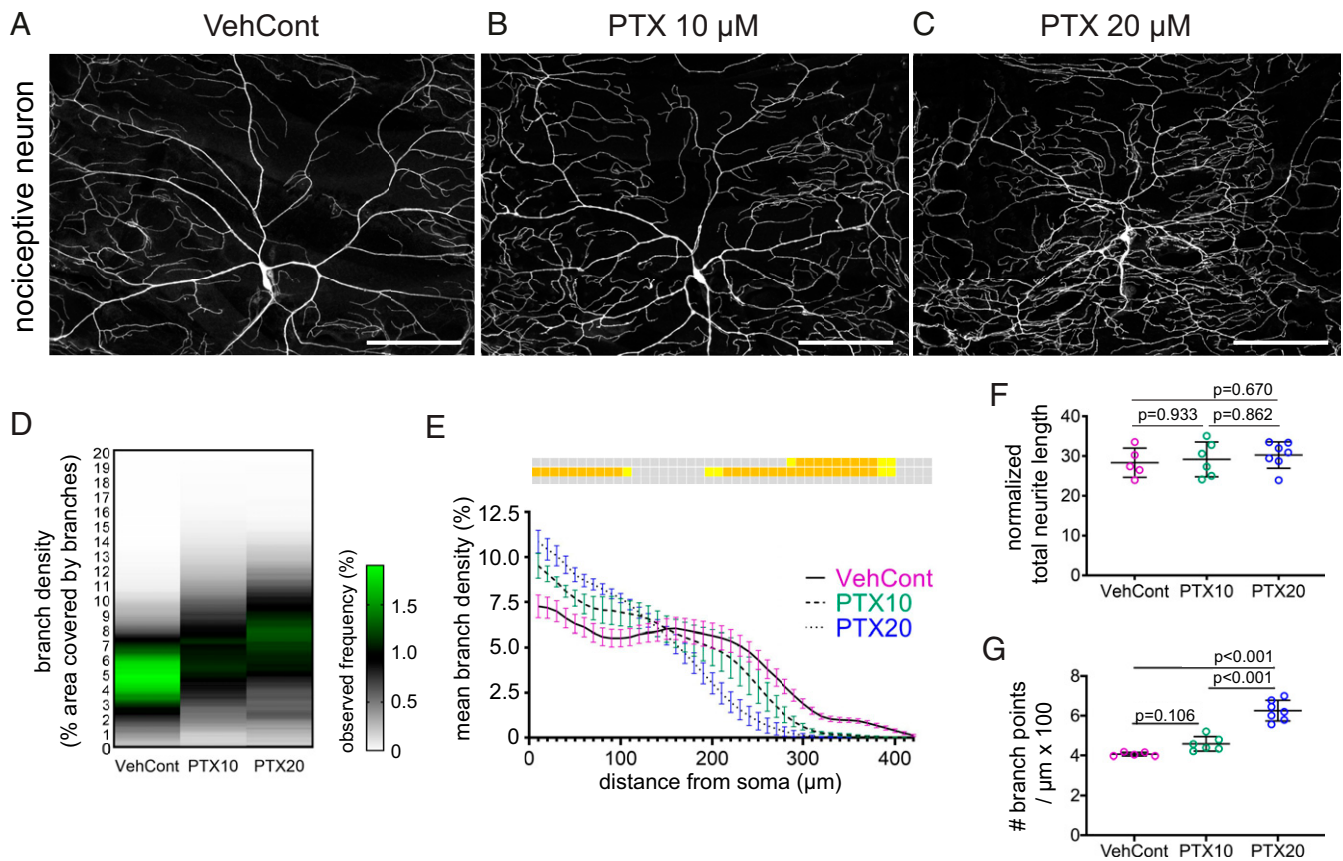 A
VehCont
B
PTX 10 µM
C
PTX 20 µM
nociceptive neuron
D
branch density
(% area covered by branches)
20
19
18
17
16
15
14
13
12
11
10
9
8
7
6
5
4
3
2
1
0
VehCont PTX10 PTX20
observed frequency (%)
1.5
1.0
0.5
0
E
mean branch density (%)
12.5
10.0
7.5
5.0
2.5
0
VehCont
PTX10
PTX20
0 100 200 300 400
distance from soma (µm)
F
normalized
total neurite length
40
30
20
10
0
p=0.670
p=0.933 p=0.862
VehCont PTX10 PTX20
G
# branch points
/ µm x 100
8
6
4
2
0
p<0.001
p<0.001
p=0.106
VehCont PTX10 PTX20